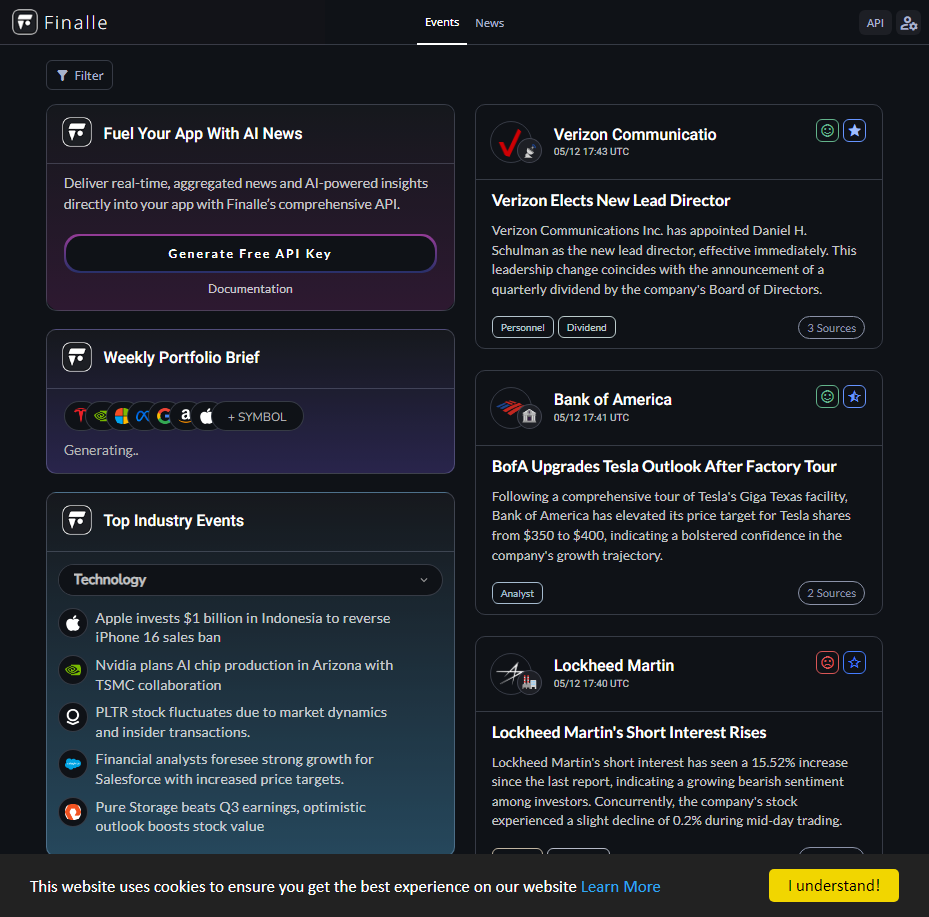 Finalle
Events
News
API
Filter
Fuel Your App With AI News
Deliver real-time, aggregated news and AI-powered insights
directly into your app with Finalle’s comprehensive API.
Generate Free API Key
Documentation
Weekly Portfolio Brief
+ SYMBOL
Generating..
Top Industry Events
Technology
Apple invests $1 billion in Indonesia to reverse
iPhone 16 sales ban
Nvidia plans AI chip production in Arizona with
TSMC collaboration
PLTR stock fluctuates due to market dynamics
and insider transactions.
Financial analysts foresee strong growth for
Salesforce with increased price targets.
Pure Storage beats Q3 earnings, optimistic
outlook boosts stock value
Verizon Communicatio
05/12 17:43 UTC
Verizon Elects New Lead Director
Verizon Communications Inc. has appointed Daniel H.
Schulman as the new lead director, effective immediately. This
leadership change coincides with the announcement of a
quarterly dividend by the company's Board of Directors.
Personnel
Dividend
3 Sources
Bank of America
05/12 17:41 UTC
BofA Upgrades Tesla Outlook After Factory Tour
Following a comprehensive tour of Tesla's Giga Texas facility,
Bank of America has elevated its price target for Tesla shares
from $350 to $400, indicating a bolstered confidence in the
company's growth trajectory.
Analyst
2 Sources
Lockheed Martin
05/12 17:40 UTC
Lockheed Martin's Short Interest Rises
Lockheed Martin's short interest has seen a 15.52% increase
since the last report, indicating a growing bearish sentiment
among investors. Concurrently, the company's stock
experienced a slight decline of 0.2% during mid-day trading.
This website uses cookies to ensure you get the best experience on our website Learn More
I understand!